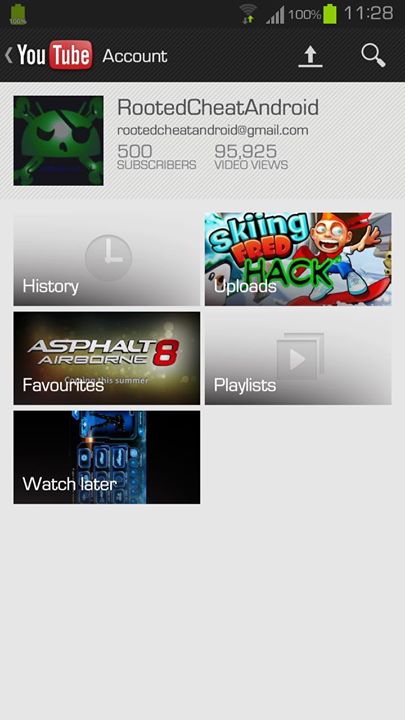 100%
100%
11:28
YouTube
Account
RootedCheatAndroid
rootedcheatandroid@gmail.com
500
95,925
SUBSCRIBERS
VIDEO VIEWS
skiing
FRED
HACK
History
Uploads
ASPHALT 8
AIRBORNE
Coming this summer
Favourites
Playlists
Watch later